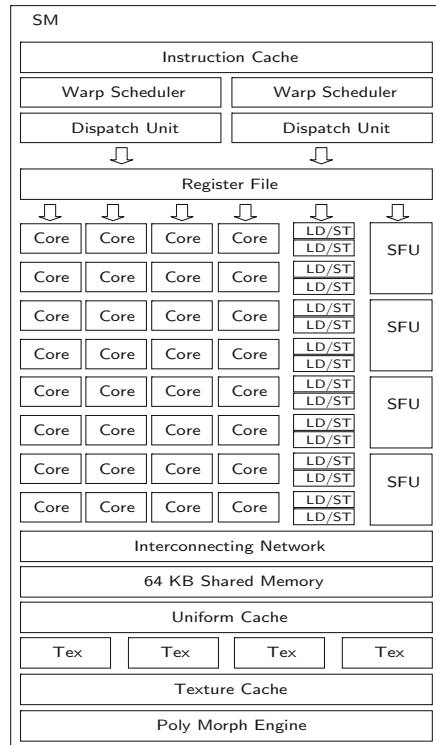 SM
Instruction Cache
Warp Scheduler Warp Scheduler
Dispatch Unit Dispatch Unit
Register File
Core Core Core Core LD/ST SFU
LD/ST
Core Core Core Core LD/ST
LD/ST
Core Core Core Core LD/ST SFU
LD/ST
Core Core Core Core LD/ST
LD/ST
Core Core Core Core LD/ST SFU
LD/ST
Core Core Core Core LD/ST
LD/ST
Core Core Core Core LD/ST SFU
LD/ST
Core Core Core Core LD/ST
LD/ST
Interconnecting Network
64 KB Shared Memory
Uniform Cache
Tex Tex Tex Tex
Texture Cache
Poly Morph Engine